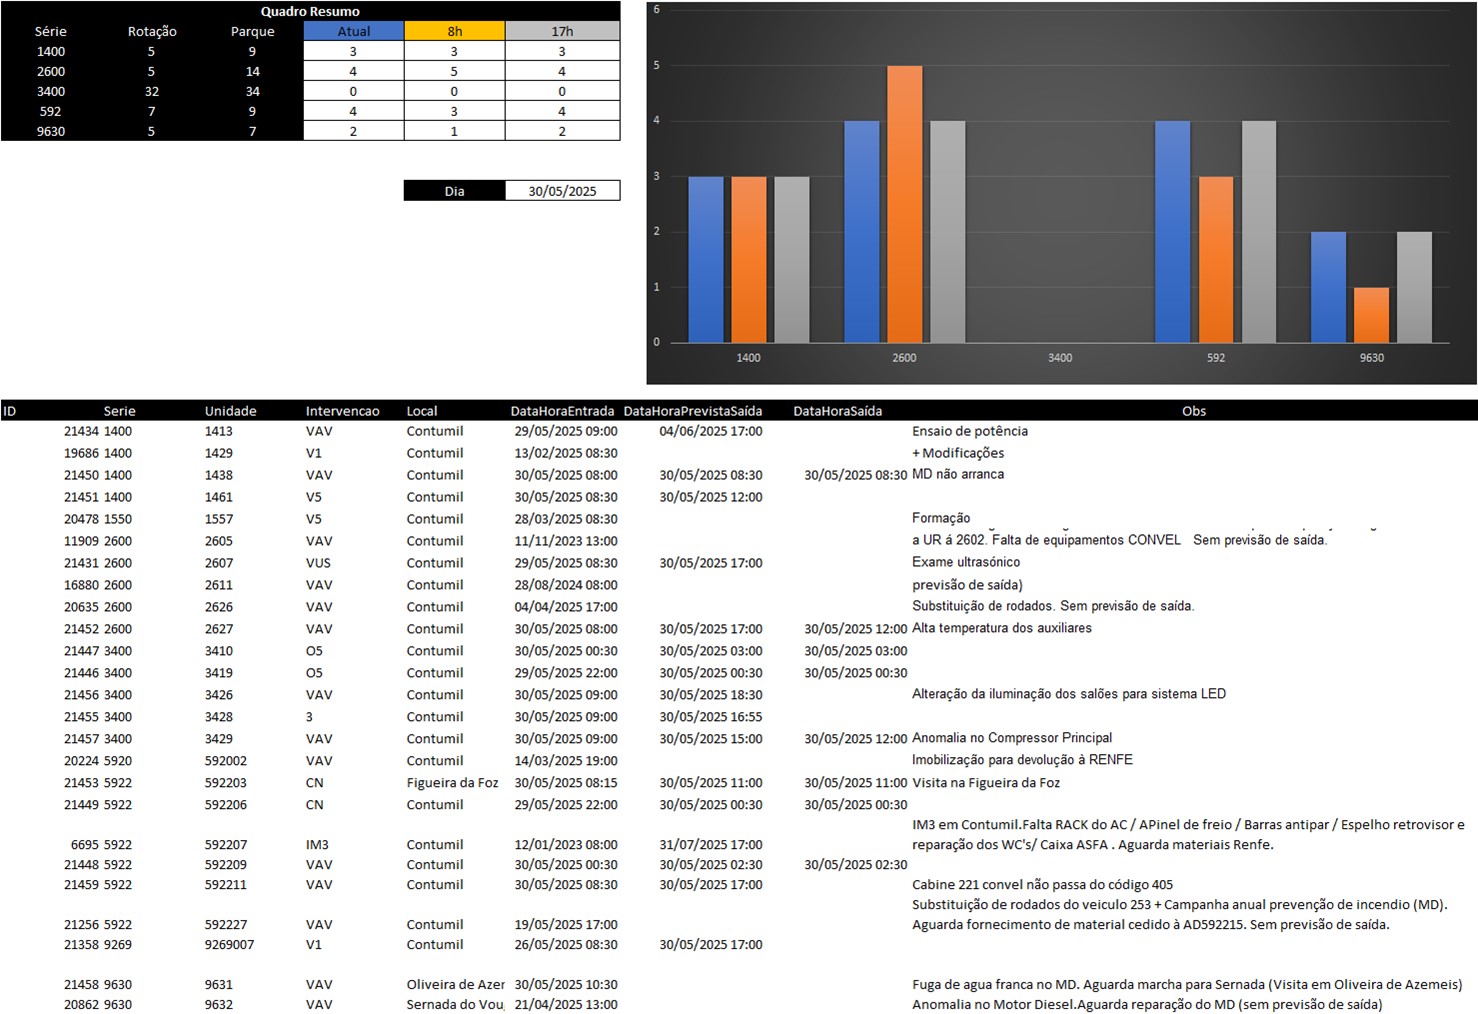 Quadro Resumo
Série Rotação Parque Atual 8h 17h
1400 5 9 3 3 3
2600 5 14 4 5 4
3400 32 34 0 0 0
592 7 9 4 3 4
9630 5 7 2 1 2
Dia 30/05/2025
6
5
4
3
2
1
0
1400 2600 3400 592 9630
ID Serie Unidade Intervencao Local DataHoraEntrada DataHoraPrevistaSaída DataHoraSaída Obs
21434 1400 1413 VAV Contumil 29/05/2025 09:00 04/06/2025 17:00 Ensaio de potência
19686 1400 1429 V1 Contumil 13/02/2025 08:30 + Modificações
21450 1400 1438 VAV Contumil 30/05/2025 08:00 30/05/2025 08:30 30/05/2025 08:30 MD não arranca
21451 1400 1461 V5 Contumil 30/05/2025 08:30 30/05/2025 12:00
20478 1550 1557 V5 Contumil 28/03/2025 08:30 Formação
11909 2600 2605 VAV Contumil 11/11/2023 13:00 a UR á 2602. Falta de equipamentos CONVEL Sem previsão de saída.
21431 2600 2607 VUS Contumil 29/05/2025 08:30 30/05/2025 17:00 Exame ultrasónico
16880 2600 2611 VAV Contumil 28/08/2024 08:00 previsão de saída)
20635 2600 2626 VAV Contumil 04/04/2025 17:00 Substituição de rodados. Sem previsão de saída.
21452 2600 2627 VAV Contumil 30/05/2025 08:00 30/05/2025 17:00 30/05/2025 12:00 Alta temperatura dos auxiliares
21447 3400 3410 O5 Contumil 30/05/2025 00:30 30/05/2025 03:00 30/05/2025 03:00
21446 3400 3419 O5 Contumil 29/05/2025 22:00 30/05/2025 00:30 30/05/2025 00:30
21456 3400 3426 VAV Contumil 30/05/2025 09:00 30/05/2025 18:30 Alteração da iluminação dos salões para sistema LED
21455 3400 3428 3 Contumil 30/05/2025 09:00 30/05/2025 16:55
21457 3400 3429 VAV Contumil 30/05/2025 09:00 30/05/2025 15:00 30/05/2025 12:00 Anomalia no Compressor Principal
20224 5920 592002 VAV Contumil 14/03/2025 19:00 Imobilização para devolução à RENFE
21453 5922 592203 CN Figueira da Foz 30/05/2025 08:15 30/05/2025 11:00 30/05/2025 11:00 Visita na Figueira da Foz
21449 5922 592206 CN Contumil 29/05/2025 22:00 30/05/2025 00:30 30/05/2025 00:30
IM3 em Contumil.Falta RACK do AC / APinel de freio / Barras antipar / Espelho retrovisor e
6695 5922 592207 IM3 Contumil 12/01/2023 08:00 31/07/2025 17:00 reparação dos WC's/ Caixa ASFA . Aguarda materiais Renfe.
21448 5922 592209 VAV Contumil 30/05/2025 00:30 30/05/2025 02:30 30/05/2025 02:30
21459 5922 592211 VAV Contumil 30/05/2025 08:30 30/05/2025 17:00 Cabine 221 convel não passa do código 405
Substituição de rodados do veiculo 253 + Campanha anual prevenção de incendio (MD).
21256 5922 592227 VAV Contumil 19/05/2025 17:00 Aguarda fornecimento de material cedido à AD592215. Sem previsão de saída.
21358 9269 9269007 V1 Contumil 26/05/2025 08:30 30/05/2025 17:00
21458 9630 9631 VAV Oliveira de Azer 30/05/2025 10:30 Fuga de agua franca no MD. Aguarda marcha para Sernada (Visita em Oliveira de Azemeis)
20862 9630 9632 VAV Sernada do Vou 21/04/2025 13:00 Anomalia no Motor Diesel.Aguarda reparação do MD (sem previsão de saída)